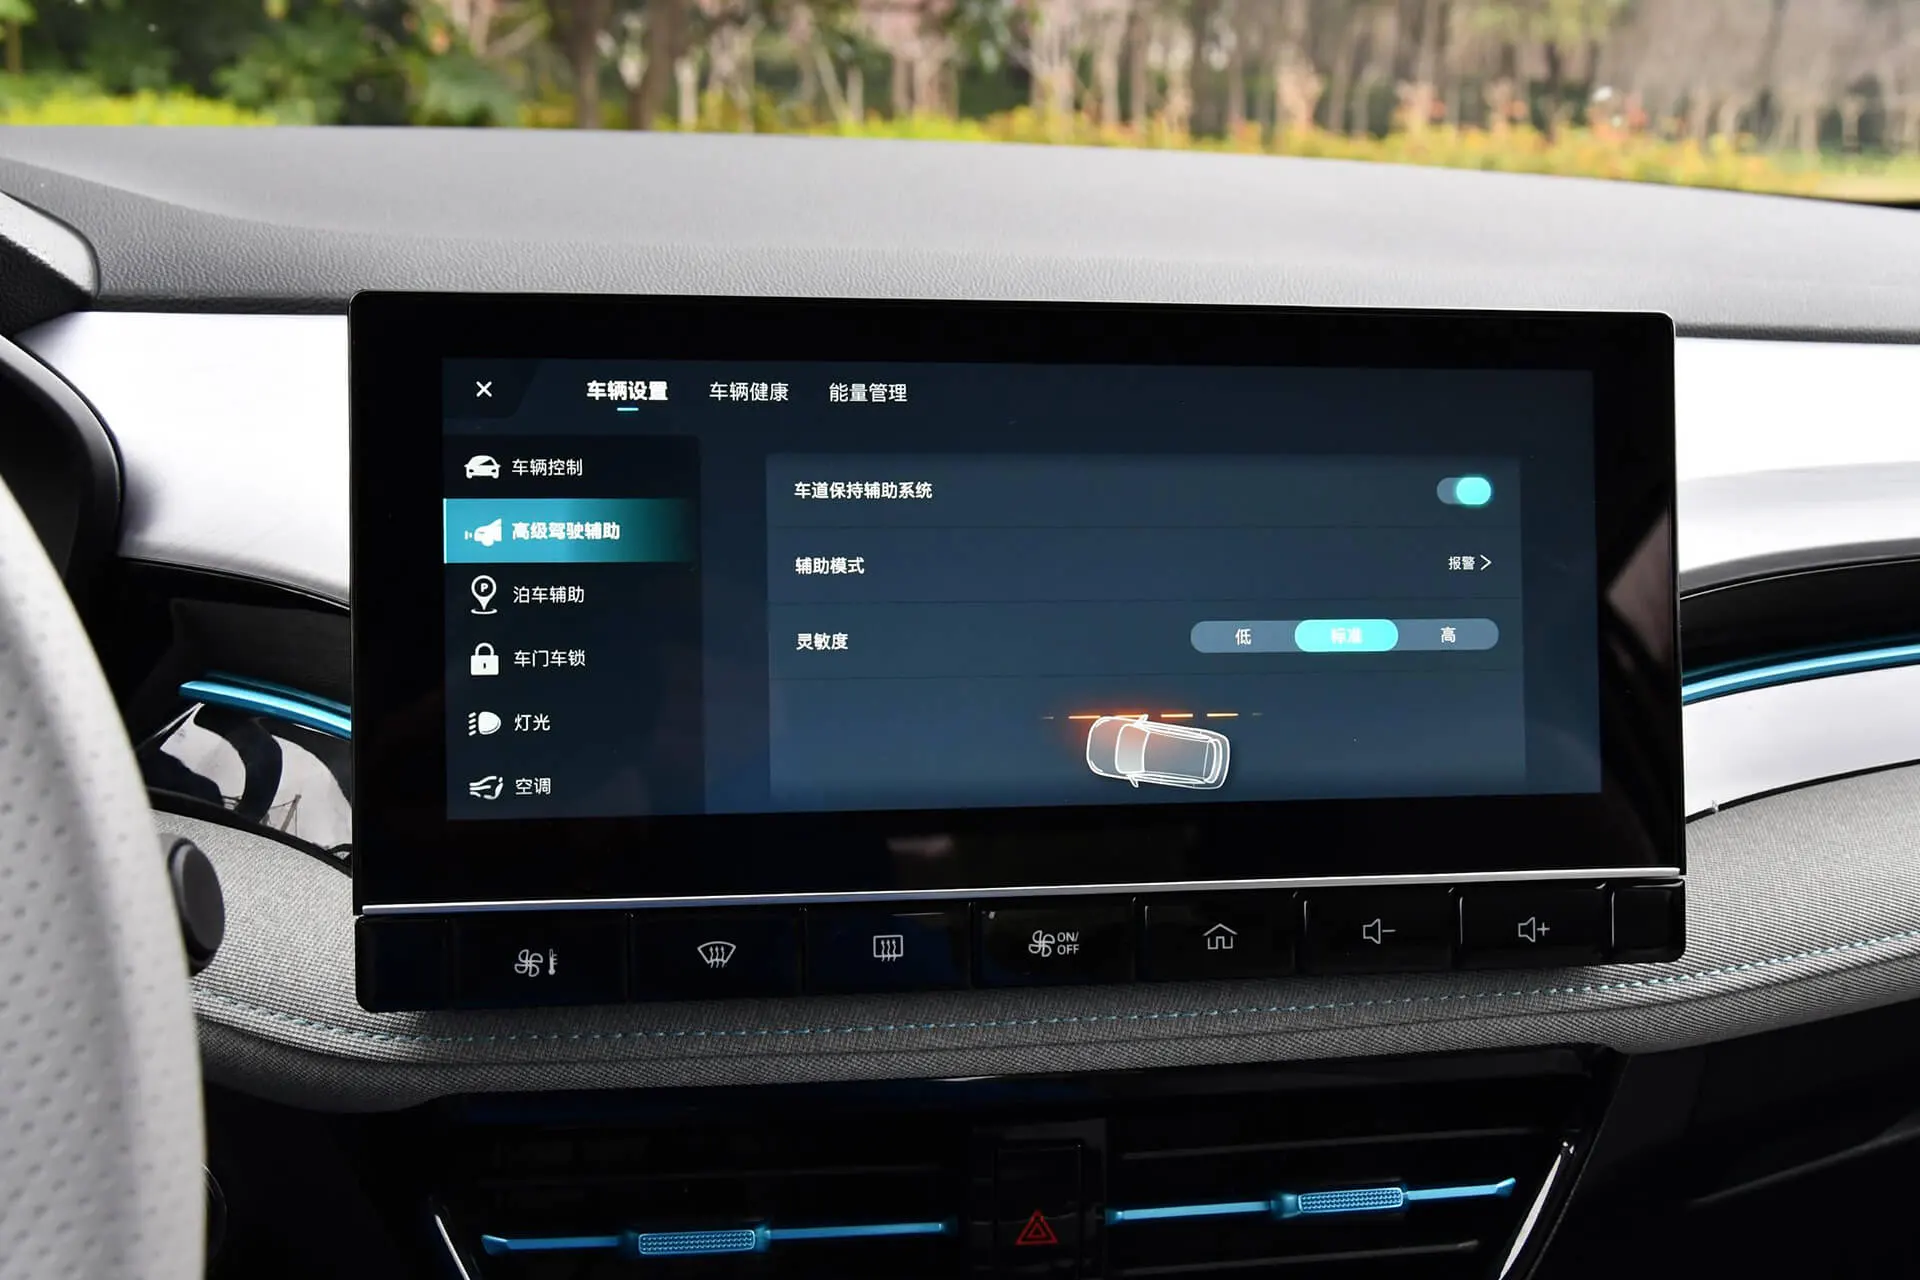 车辆设置 车辆健康 能量管理
车辆控制
高级驾驶辅助
泊车辅助
车门车锁
灯光
空调
车道保持辅助系统
辅助模式 报警
灵敏度 低 标准 高
P
ON/
OFF